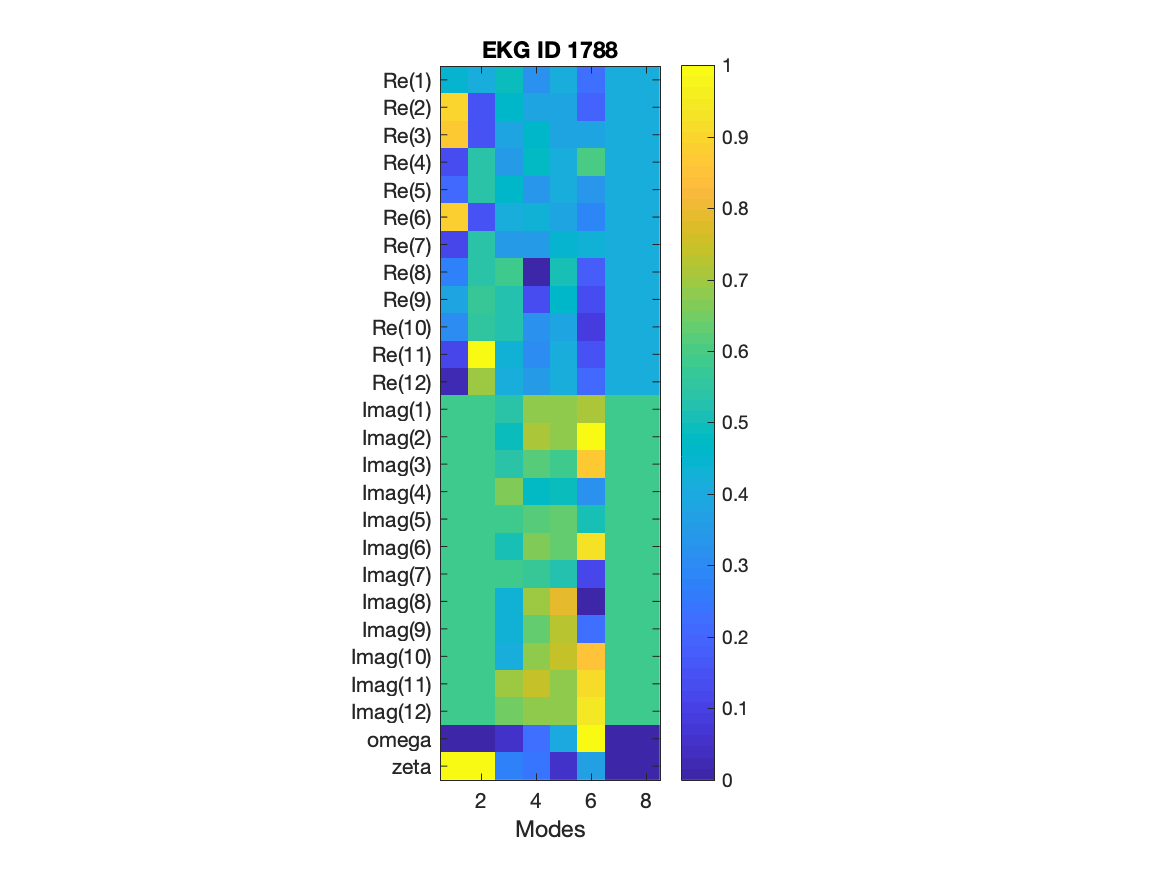 EKG ID 1788
Re(1)
Re(2)
Re(3)
Re(4)
Re(5)
Re(6)
Re(7)
Re(8)
Re(9)
Re(10)
Re(11)
Re(12)
Imag(1)
Imag(2)
Imag(3)
Imag(4)
Imag(5)
Imag(6)
Imag(7)
Imag(8)
Imag(9)
Imag(10)
Imag(11)
Imag(12)
omega
zeta
2 4 6 8
Modes
1
0.9
0.8
0.7
0.6
0.5
0.4
0.3
0.2
0.1
0